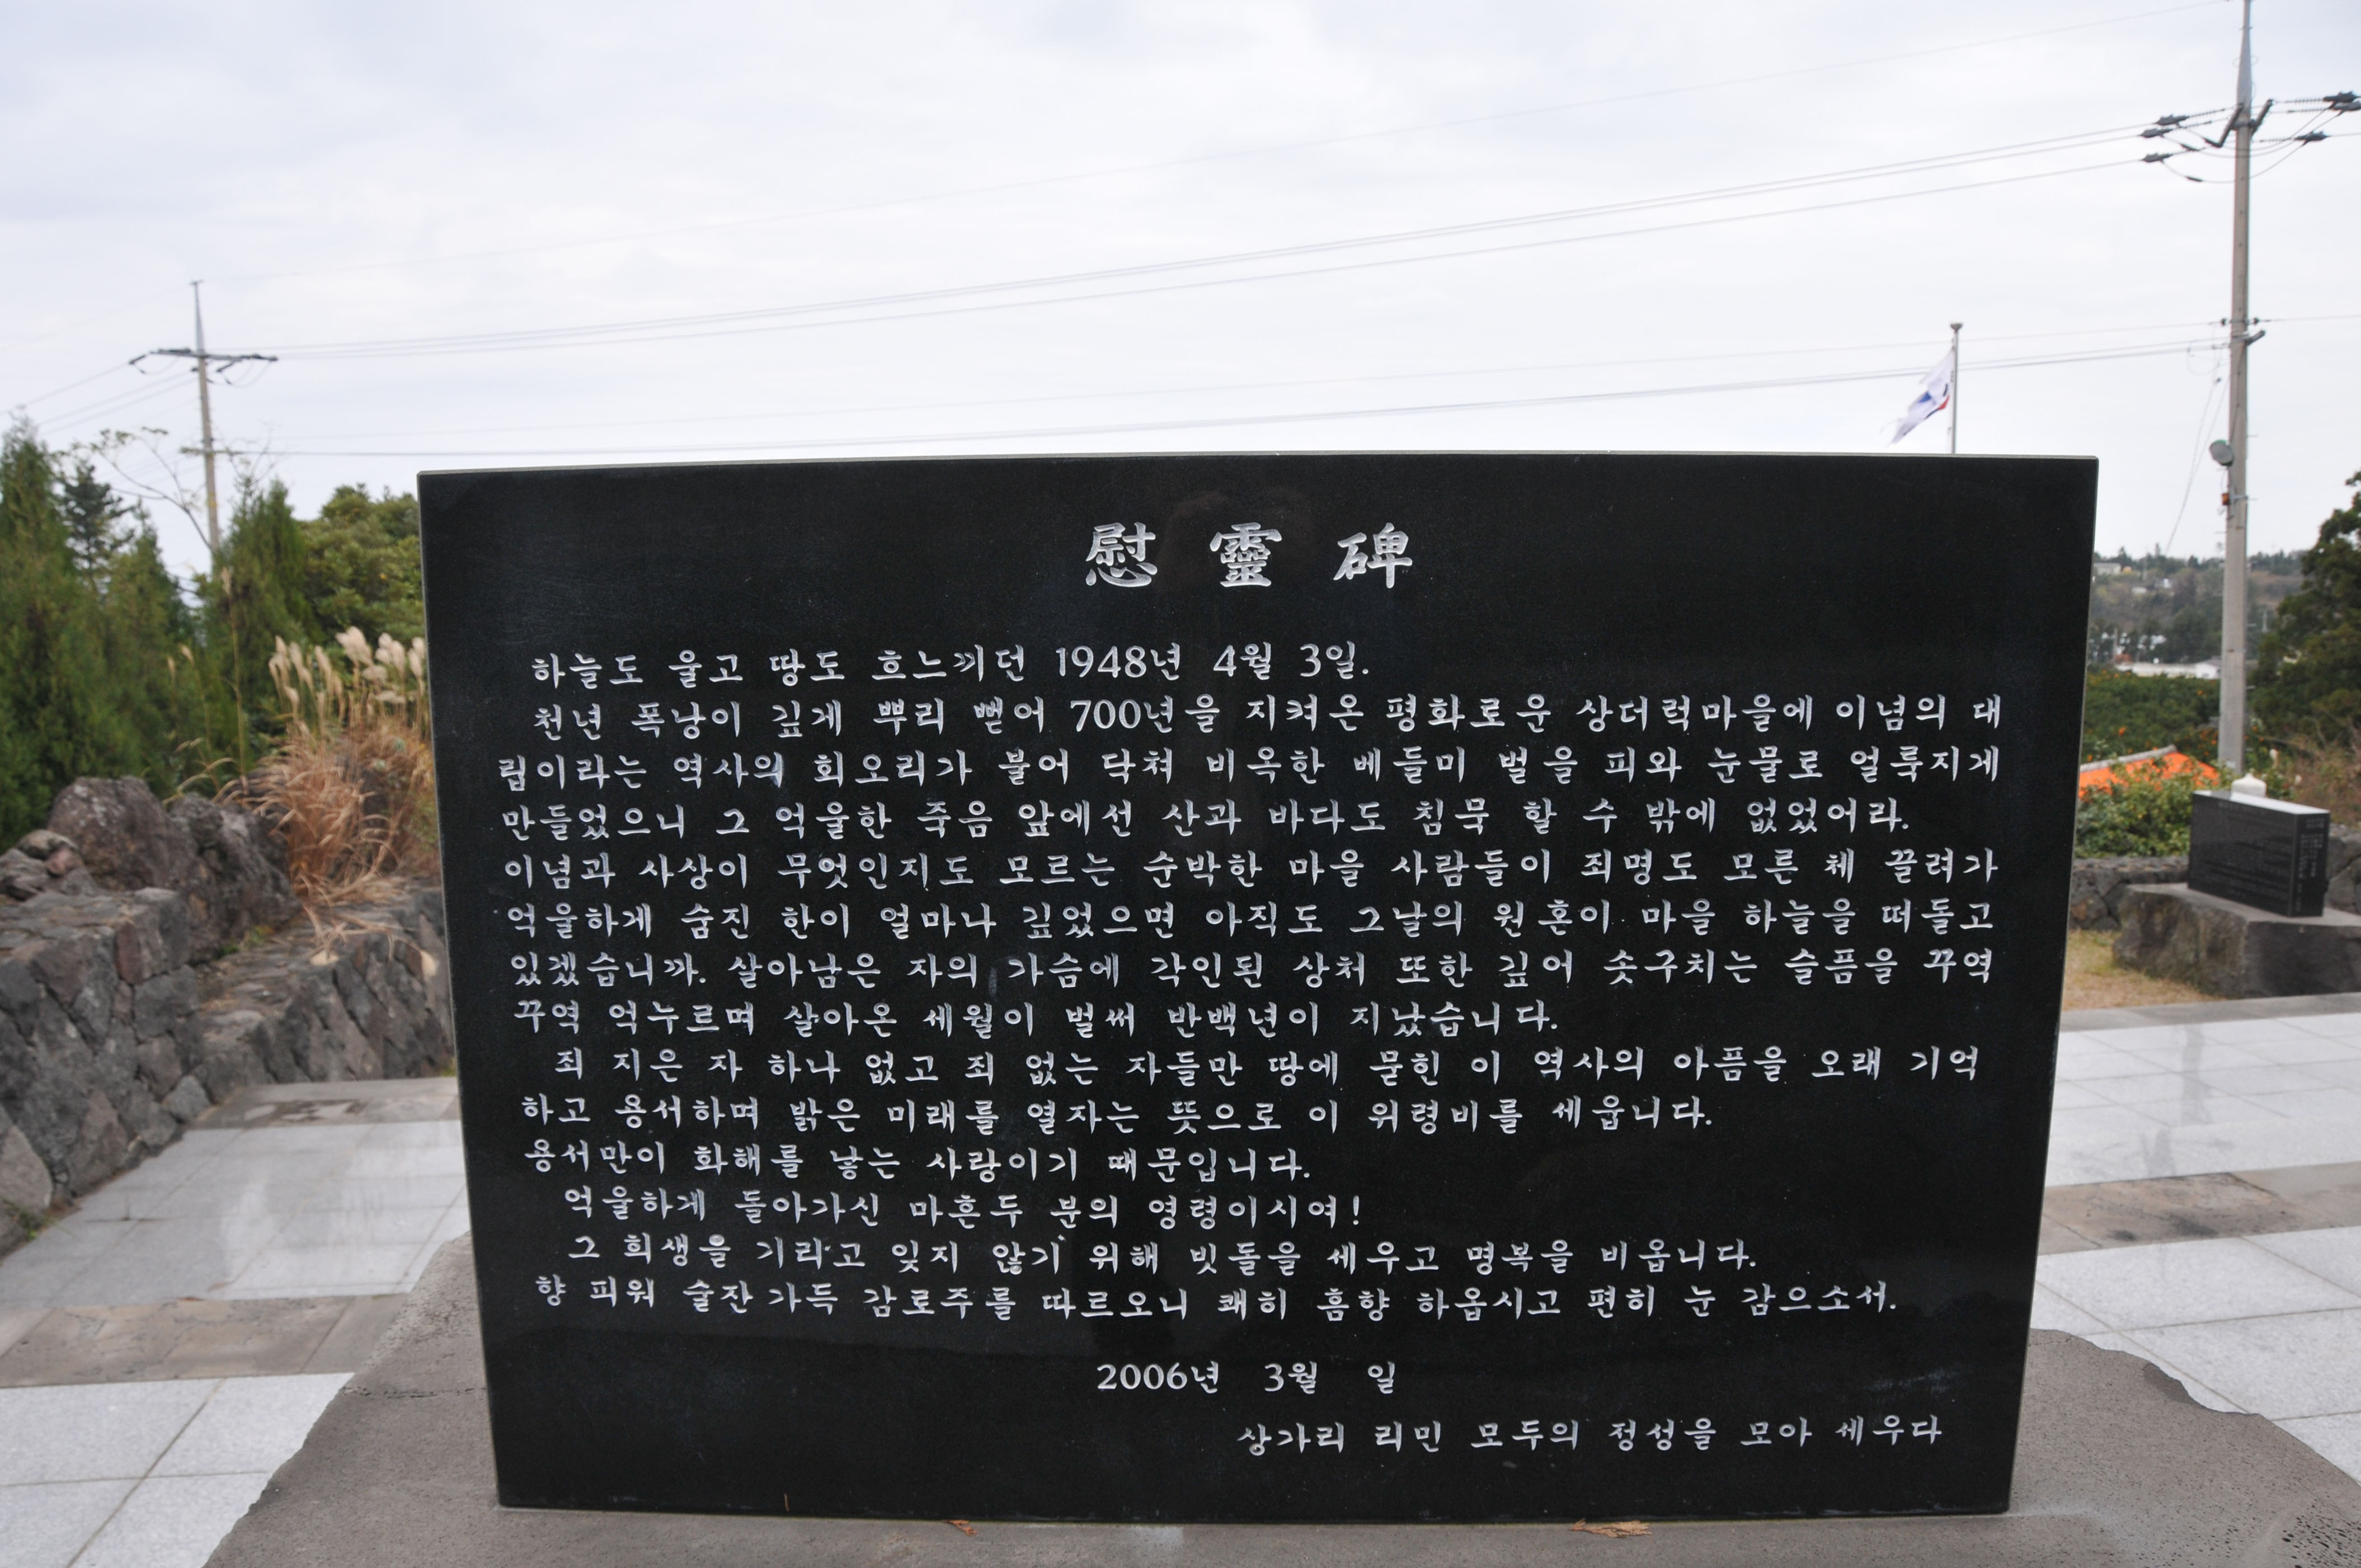 慰靈碑
하늘도 울고 땅도 흐느끼던 1948년 4월 3일.
천년 폭낭이 깊게 뿌리 뻗어 700년을 지켜온 평화로운 상더럭마을에 이념의 대
립이라는 역사의 회오리가 불어 닥쳐 비옥한 베들미 벌을 피와 눈물로 얼룩지게
만들었으니 그 억울한 죽음 앞에선 산과 바다도 침묵 할 수 밖에 없었어라.
이념과 사상이 무엇인지도 모르는 순박한 마을 사람들이 죄명도 모른 체 끌려가
억울하게 숨진 한이 얼마나 깊었으면 아직도 그날의 원혼이 마을 하늘을 떠돌고
있겠습니까. 살아남은 자의 가슴에 각인된 상처 또한 깊어 솟구치는 슬픔을 꾸역
꾸역 억누르며 살아온 세월이 벌써 반백년이 지났습니다.
죄 지은 자 하나 없고 죄 없는 자들만 땅에 묻힌 이 역사의 아픔을 오래 기억
하고 용서하며 밝은 미래를 열자는 뜻으로 이 위령비를 세웁니다.
용서만이 화해를 낳는 사랑이기 때문입니다.
억울하게 돌아가신 마흔두 분의 영령이시여!
그 희생을 기리고 잊지 않기 위해 빗돌을 세우고 명복을 비옵니다.
향 피워 술잔 가득 감로주를 따르오니 쾌히 흠향 하옵시고 편히 눈 감으소서.
2006년 3월 일
상가리 리민 모두의 정성을 모아 세우다